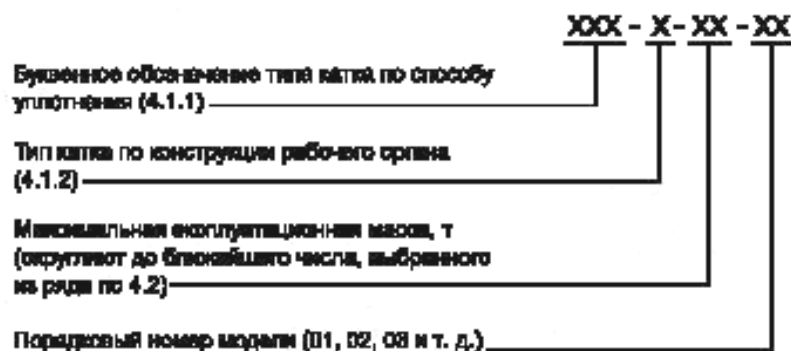 XXX - X - XX - XX
Буквенное обозначение типа катка по способу
уплотнения (4.1.1)
Тип катка по конструкции рабочего органа
(4.1.2)
Максимальная эксплуатационная масса, т
(округляют до ближайшего числа, выбранного
из ряда по 4.2)
Порядковый номер модели (01, 02, 03 и т. д.)